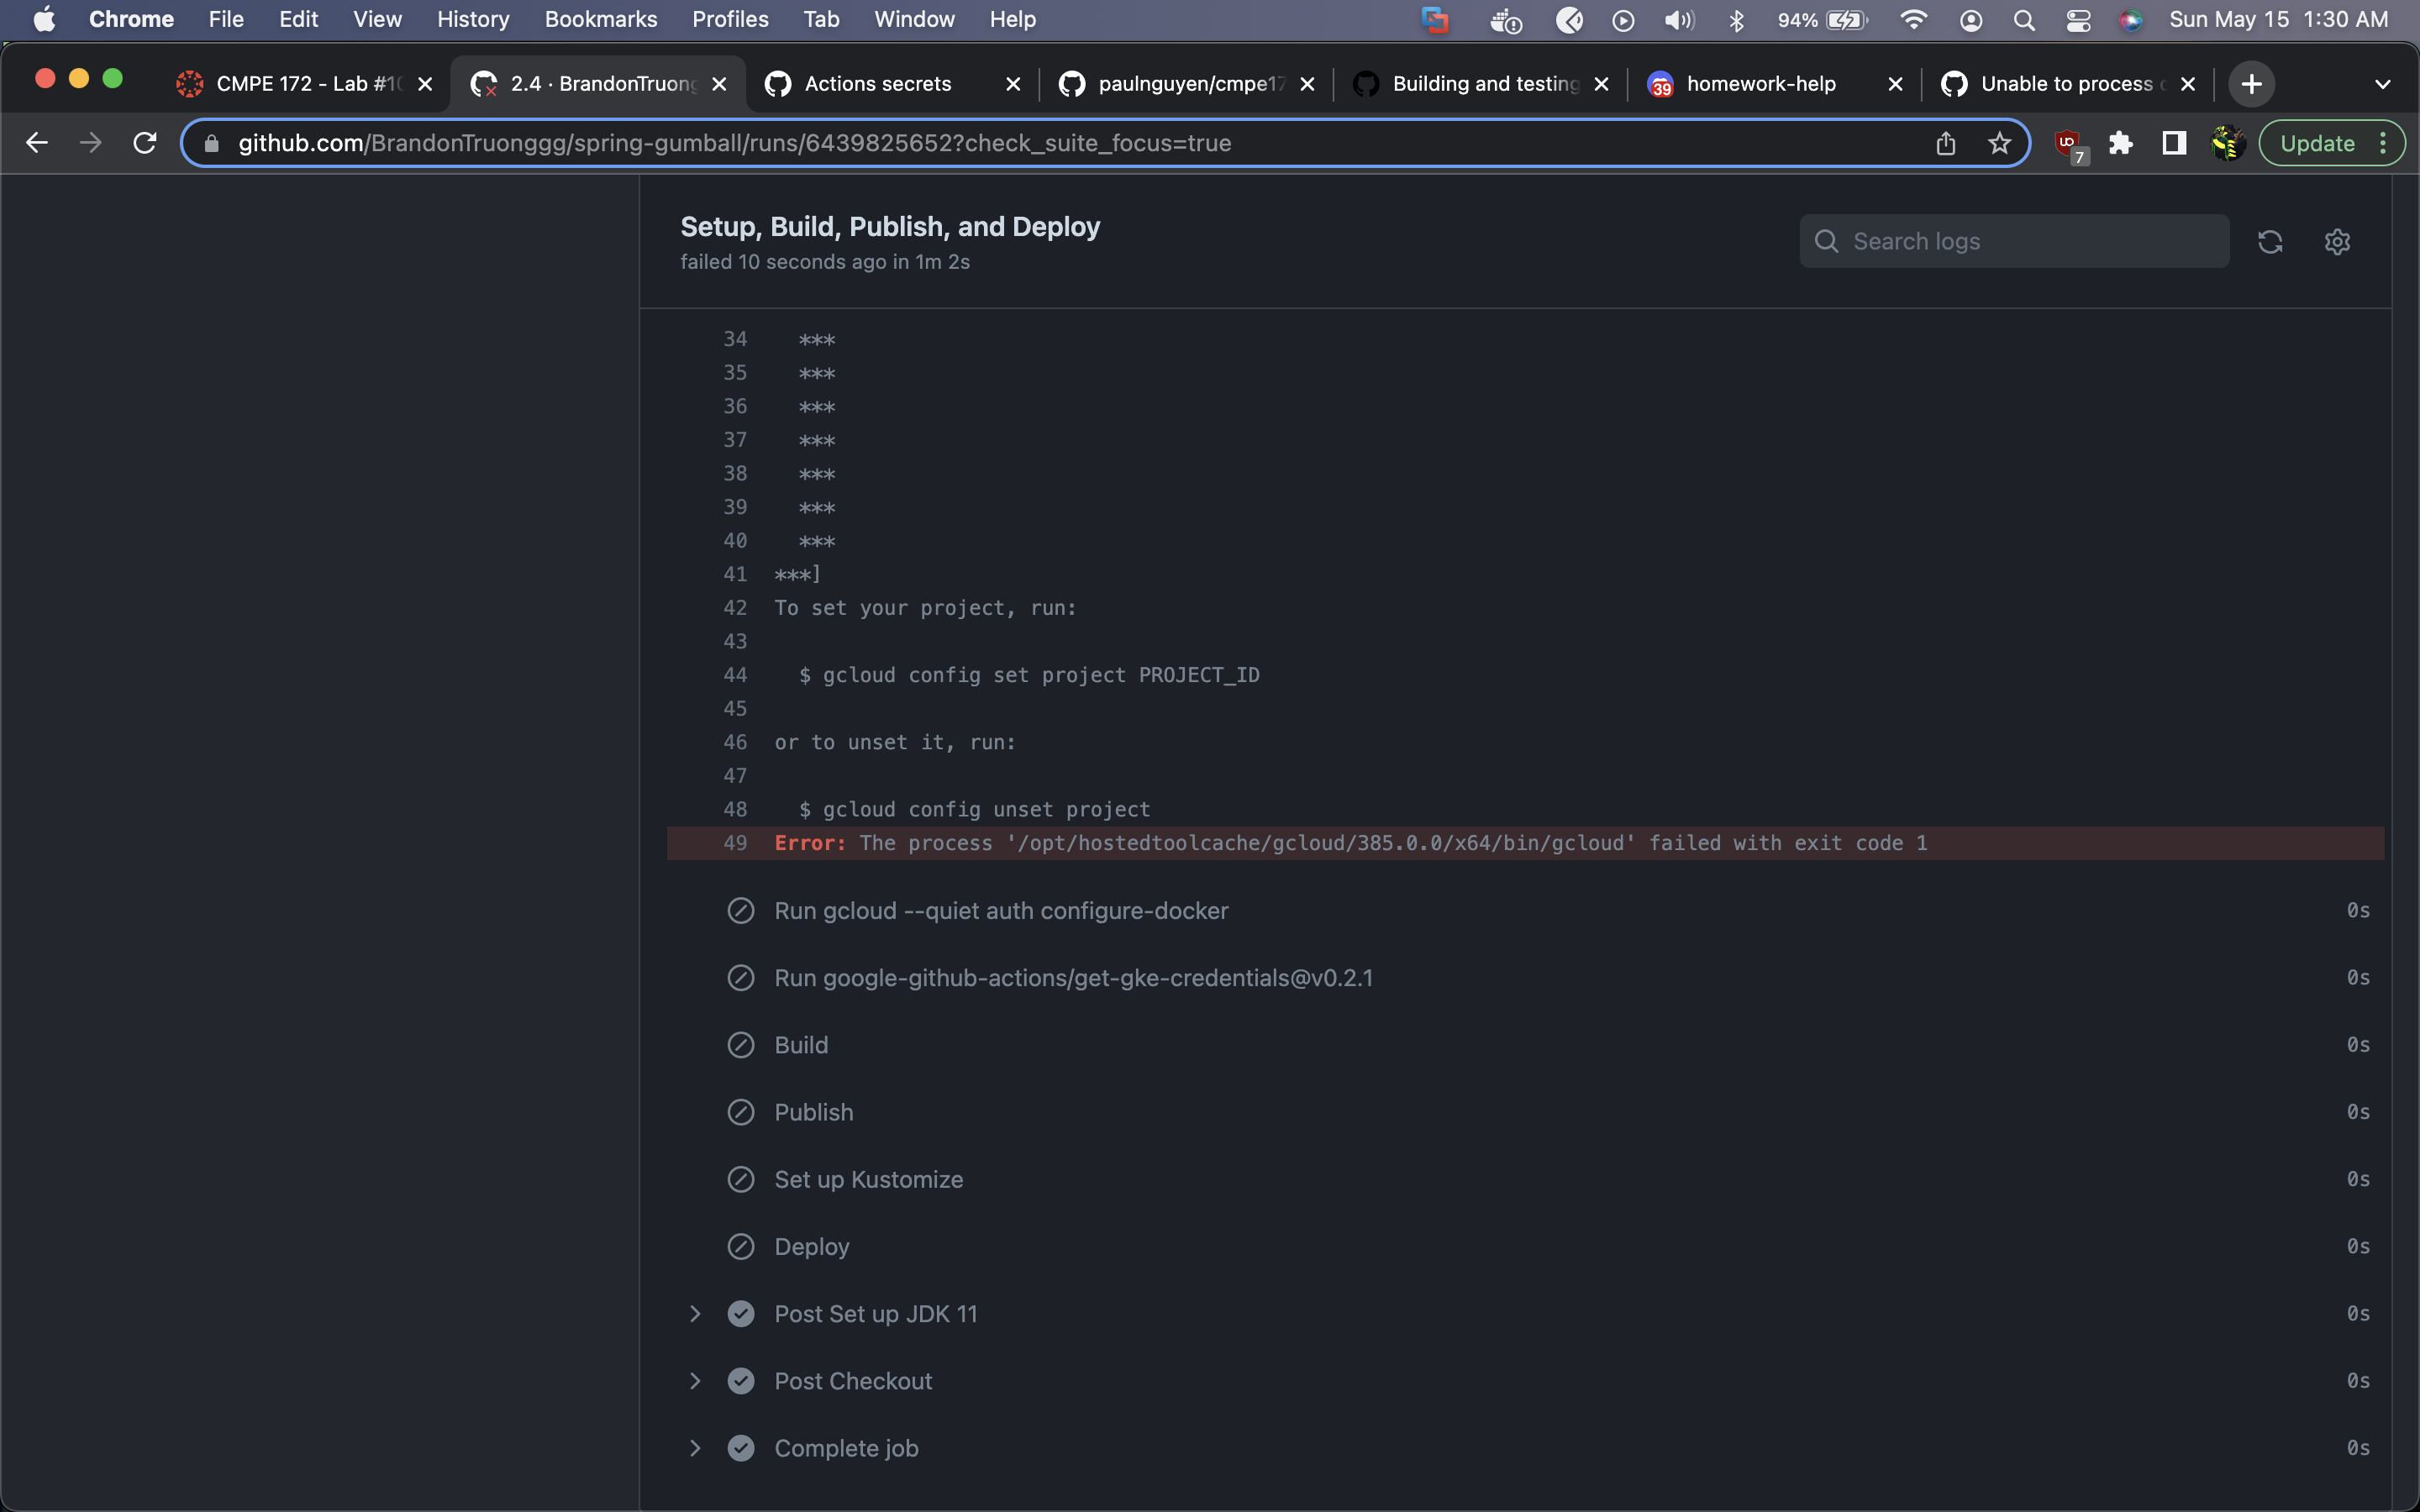 Chrome File Edit View History Bookmarks Profiles Tab Window Help 94% Sun May 15 1:30 AM
CMPE 172 - Lab #10 2.4 · BrandonTruong Actions secrets paulnguyen/cmpe17 Building and testing 39 homework-help Unable to process
github.com/BrandonTruonggg/spring-gumball/runs/6439825652?check_suite_focus=true 7 Update
Setup, Build, Publish, and Deploy
failed 10 seconds ago in 1m 2s
Search logs
34 ***
35 ***
36 ***
37 ***
38 ***
39 ***
40 ***
41 ***]
42 To set your project, run:
43
44 $ gcloud config set project PROJECT_ID
45
46 or to unset it, run:
47
48 $ gcloud config unset project
49 Error: The process '/opt/hostedtoolcache/gcloud/385.0.0/x64/bin/gcloud' failed with exit code 1
Run gcloud --quiet auth configure-docker 0s
Run google-github-actions/get-gke-credentials@v0.2.1 0s
Build 0s
Publish 0s
Set up Kustomize 0s
Deploy 0s
Post Set up JDK 11 0s
Post Checkout 0s
Complete job 0s